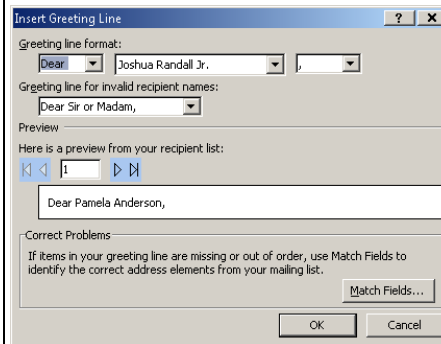 Insert Greeting Line
Greeting line format:
Dear Joshua Randall Jr. ,
Greeting line for invalid recipient names:
Dear Sir or Madam,
Preview
Here is a preview from your recipient list:
1
Dear Pamela Anderson,
Correct Problems
If items in your greeting line are missing or out of order, use Match Fields to
identify the correct address elements from your mailing list.
Match Fields...
OK Cancel